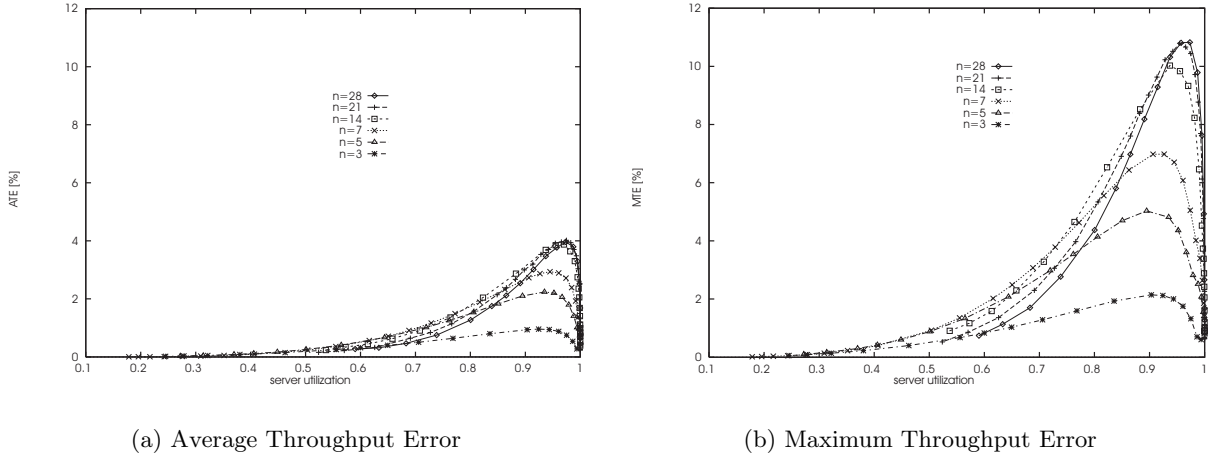 12
10
8
6
4
2
0
ATE [%]
n=28
n=21
n=14
n=7
n=5
n=3
0.1 0.2 0.3 0.4 0.5 0.6 0.7 0.8 0.9 1
server utilization
(a) Average Throughput Error
12
10
8
6
4
2
0
MTE [%]
n=28
n=21
n=14
n=7
n=5
n=3
0.1 0.2 0.3 0.4 0.5 0.6 0.7 0.8 0.9 1
server utilization
(b) Maximum Throughput Error